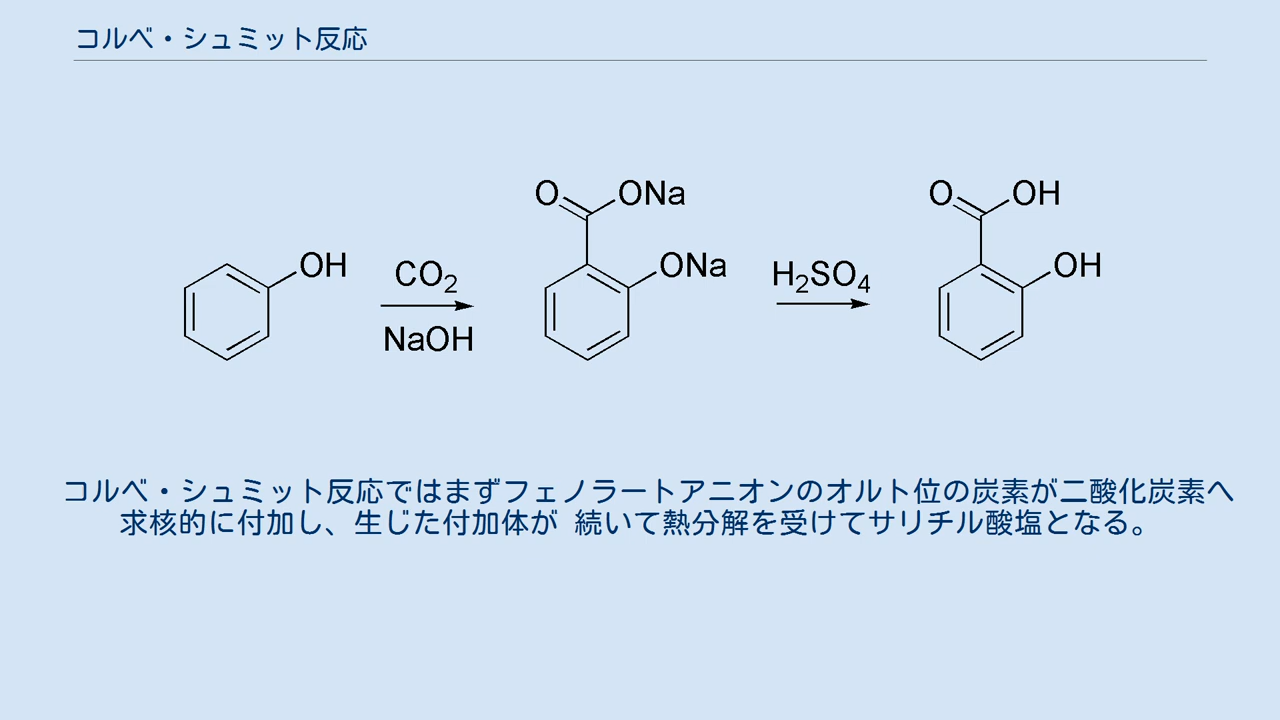 コルベ・シュミット反応
O ONa
O OH
OH CO2 ONa H2SO4 OH
NaOH
コルベ・シュミット反応ではまずフェノラートアニオンのオルト位の炭素が二酸化炭素へ
求核的に付加し、生じた付加体が 続いて熱分解を受けてサリチル酸塩となる。